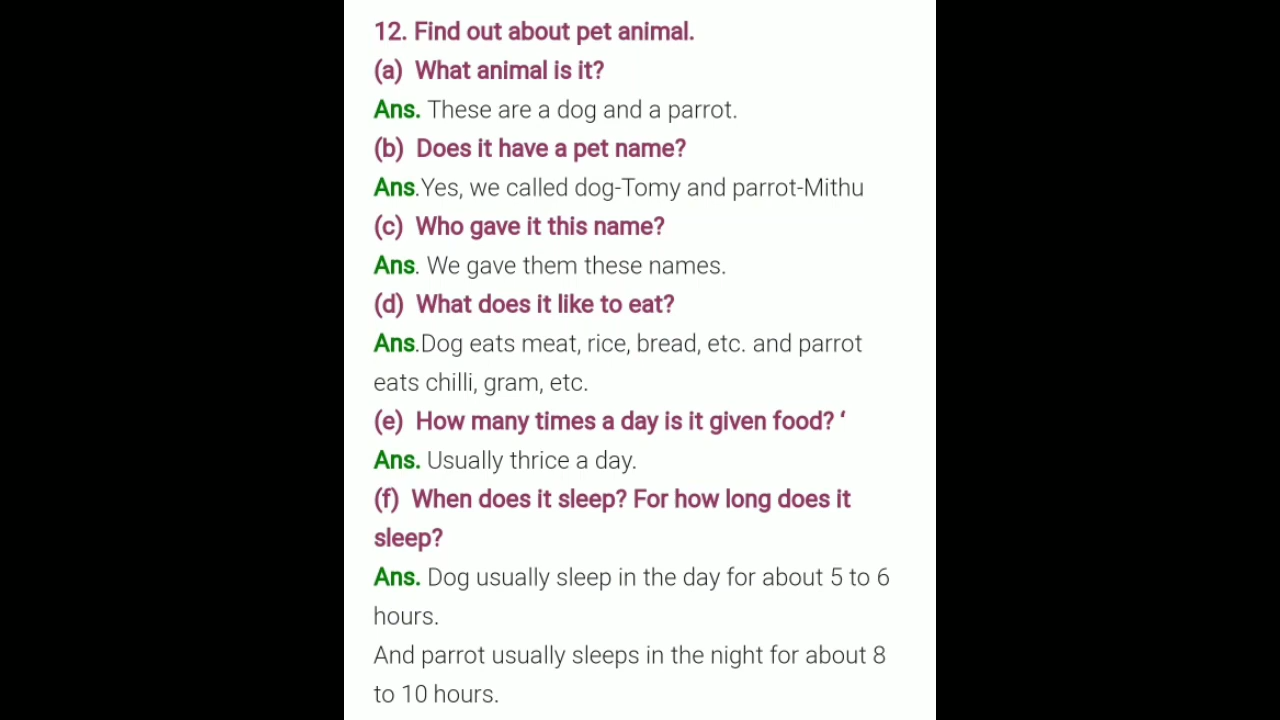 12. Find out about pet animal.
(a) What animal is it?
Ans. These are a dog and a parrot.
(b) Does it have a pet name?
Ans.Yes, we called dog-Tomy and parrot-Mithu
(c) Who gave it this name?
Ans. We gave them these names.
(d) What does it like to eat?
Ans.Dog eats meat, rice, bread, etc. and parrot
eats chilli, gram, etc.
(e) How many times a day is it given food? ‘
Ans. Usually thrice a day.
(f) When does it sleep? For how long does it
sleep?
Ans. Dog usually sleep in the day for about 5 to 6
hours.
And parrot usually sleeps in the night for about 8
to 10 hours.